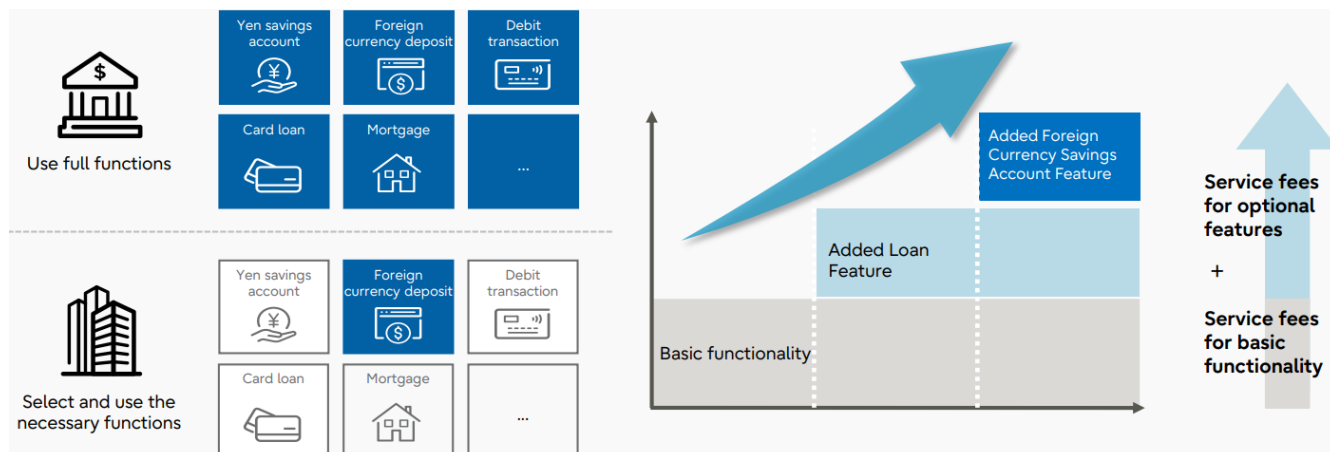 Yen savings
account
Foreign
currency deposit
Debit
transaction
$
¥
$
Card loan
Mortgage
...
Use full functions
Yen savings
account
Foreign
currency deposit
Debit
transaction
¥
$
Card loan
Mortgage
...
Select and use the
necessary functions
Added Foreign
Currency Savings
Account Feature
Added Loan
Feature
Basic functionality
Service fees
for optional
features
+
Service fees
for basic
functionality